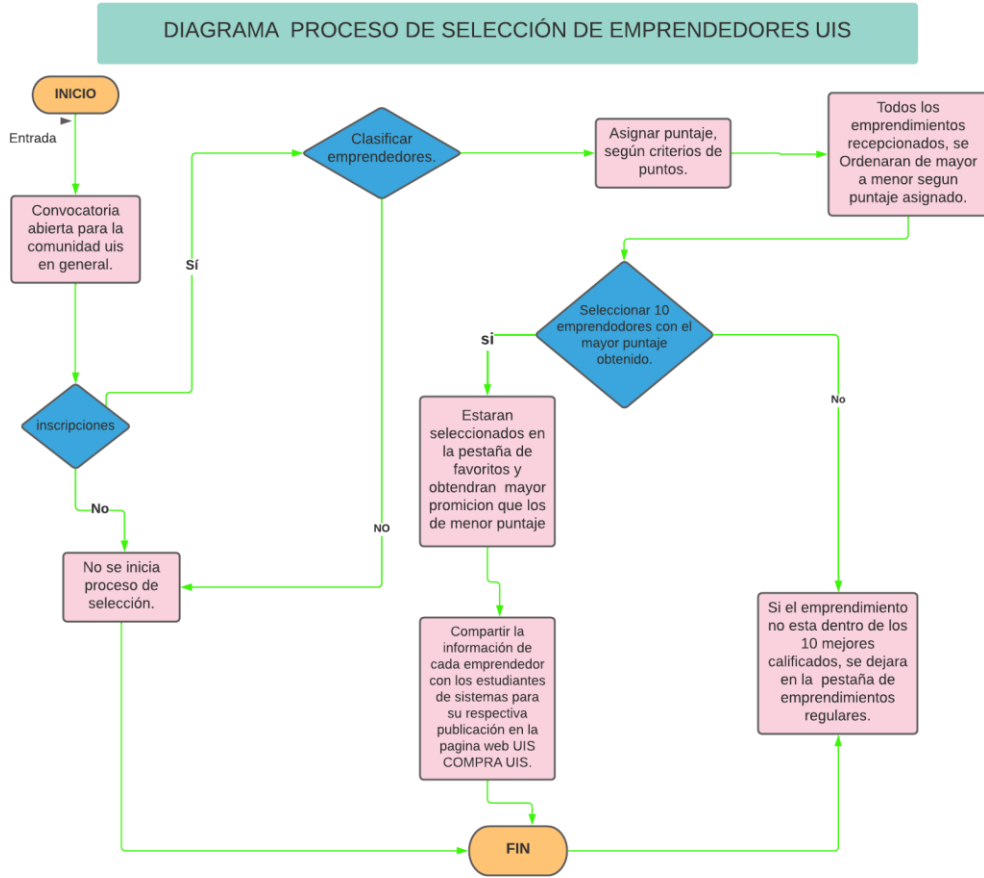 DIAGRAMA PROCESO DE SELECCIÓN DE EMPRENDEDORES UIS
INICIO
Entrada
Convocatoria
abierta para la
comunidad uis
en general.
inscripciones
Sí
No
No se inicia
proceso de
selección.
Clasificar
emprendedores.
NO
Asignar puntaje,
según criterios de
puntos.
Todos los
emprendimientos
recepcionados, se
Ordenaran de mayor
a menor segun
puntaje asignado.
Seleccionar 10
emprendodores con el
mayor puntaje
obtenido.
si
No
Estaran
seleccionados en
la pestaña de
favoritos y
obtendran mayor
promicion que los
de menor puntaje
Compartir la
información de
cada emprendedor
con los estudiantes
de sistemas para
su respectiva
publicación en la
pagina web UIS
COMPRA UIS.
Si el emprendimiento
no esta dentro de los
10 mejores
calificados, se dejara
en la pestaña de
emprendimientos
regulares.
FIN